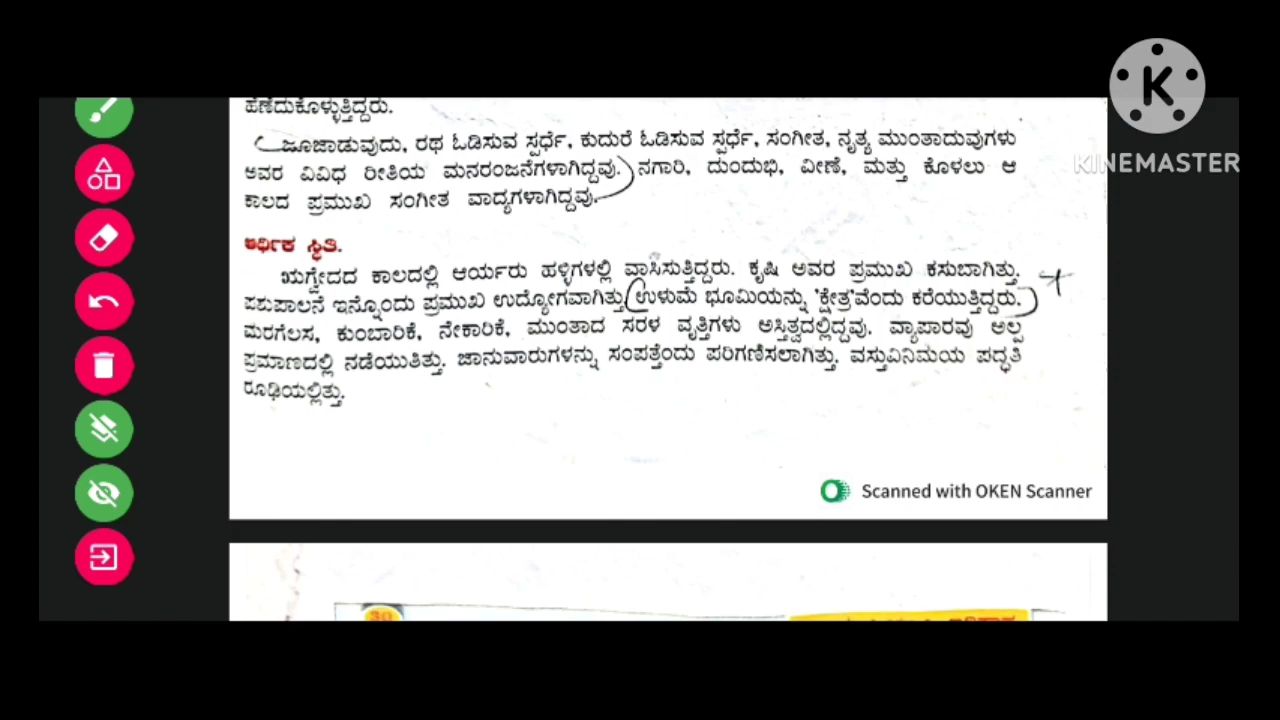 ಹೆಣೆದುಕೊಳ್ಳುತ್ತಿದ್ದರು.
ಜೂಜಾಡುವುದು, ರಥ ಓಡಿಸುವ ಸ್ಪರ್ಧೆ, ಕುದುರೆ ಓಡಿಸುವ ಸ್ಪರ್ಧೆ, ಸಂಗೀತ, ನೃತ್ಯ ಮುಂತಾದುವುಗಳು
ಅವರ ವಿವಿಧ ರೀತಿಯ ಮನರಂಜನೆಗಳಾಗಿದ್ದವು. ನಗಾರಿ, ದುಂದುಭಿ, ವೀಣೆ, ಮತ್ತು ಕೊಳಲು ಆ
ಕಾಲದ ಪ್ರಮುಖ ಸಂಗೀತ ವಾದ್ಯಗಳಾಗಿದ್ದವು.
ಆರ್ಥಿಕ ಸ್ಥಿತಿ.
ಋಗ್ವೇದದ ಕಾಲದಲ್ಲಿ ಆರ್ಯರು ಹಳ್ಳಿಗಳಲ್ಲಿ ವಾಸಿಸುತ್ತಿದ್ದರು. ಕೃಷಿ ಅವರ ಪ್ರಮುಖ ಕಸುಬಾಗಿತ್ತು.
ಪಶುಪಾಲನೆ ಇನ್ನೊಂದು ಪ್ರಮುಖ ಉದ್ಯೋಗವಾಗಿತ್ತು. ಉಳುಮೆ ಭೂಮಿಯನ್ನು 'ಕ್ಷೇತ್ರ'ವೆಂದು ಕರೆಯುತ್ತಿದ್ದರು.
ಮರಗೆಲಸ, ಕುಂಬಾರಿಕೆ, ನೇಕಾರಿಕೆ, ಮುಂತಾದ ಸರಳ ವೃತ್ತಿಗಳು ಅಸ್ತಿತ್ವದಲ್ಲಿದ್ದವು. ವ್ಯಾಪಾರವು ಅಲ್ಪ
ಪ್ರಮಾಣದಲ್ಲಿ ನಡೆಯುತಿತ್ತು. ಜಾನುವಾರುಗಳನ್ನು ಸಂಪತ್ತೆಂದು ಪರಿಗಣಿಸಲಾಗಿತ್ತು. ವಸ್ತುವಿನಿಮಯ ಪದ್ಧತಿ
ರೂಢಿಯಲ್ಲಿತ್ತು.
Scanned with OKEN Scanner
30
K
KINEMASTER